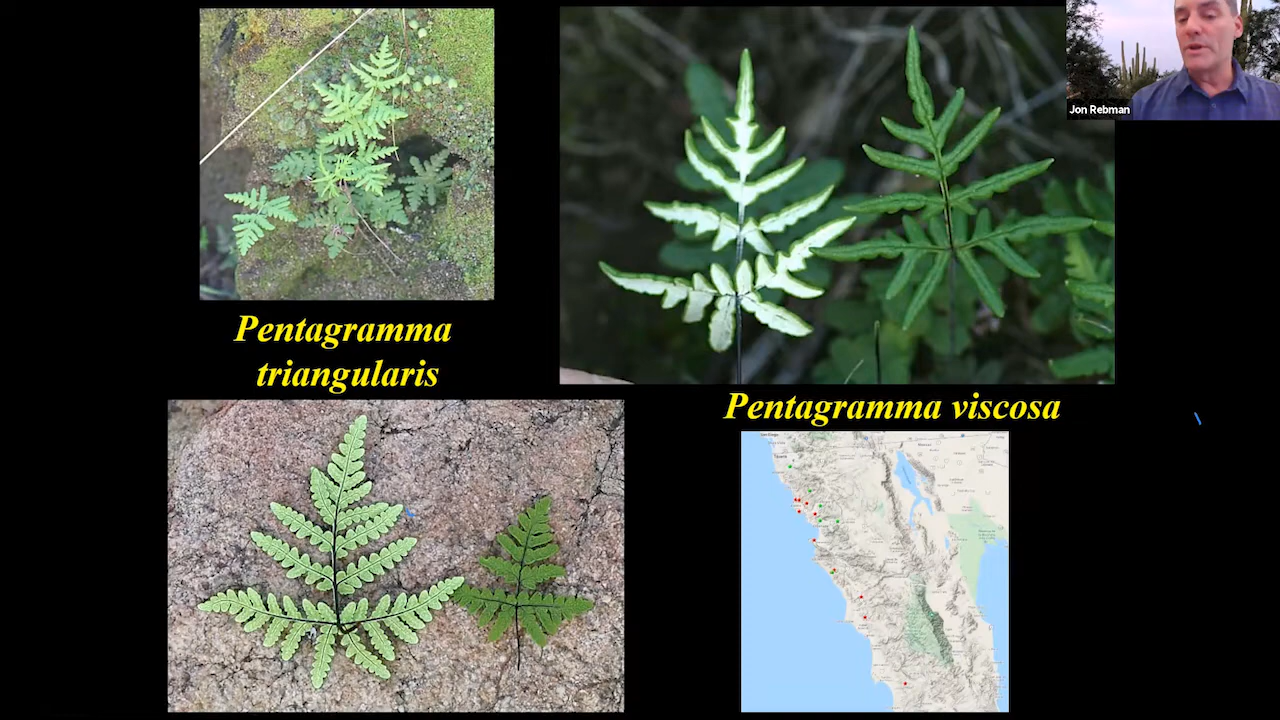 Jon Rebman
Pentagramma
triangularis
Pentagramma viscosa